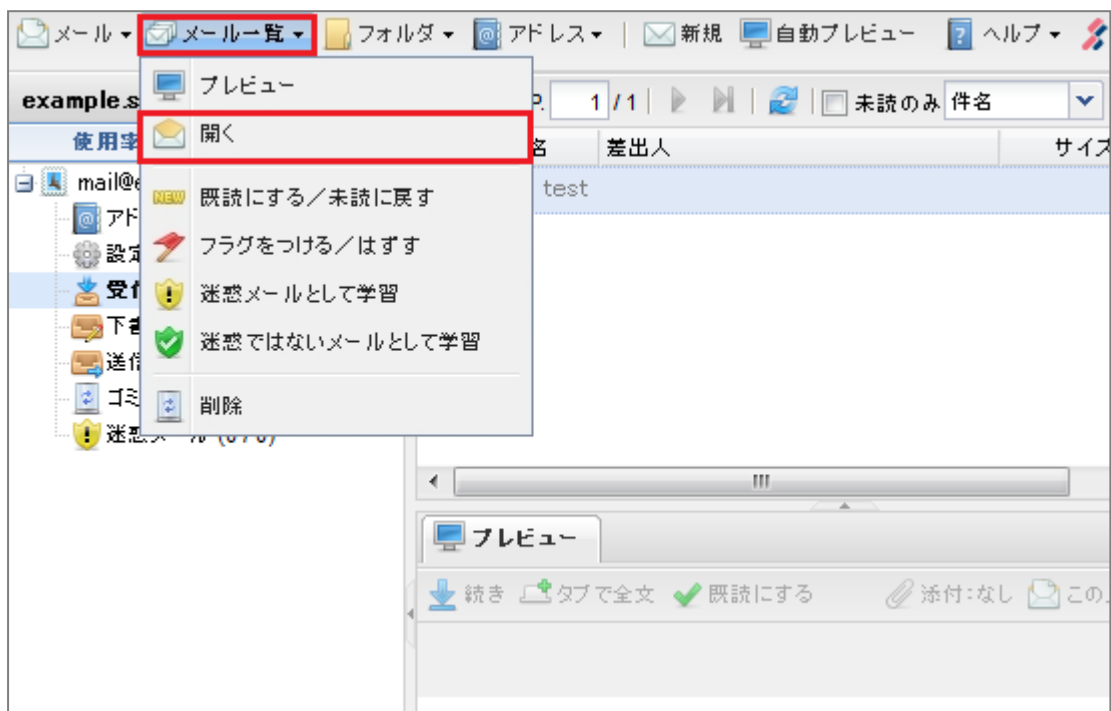 メール メール一覧 フォルダ アドレス 新規 自動プレビュー ヘルプ
プレビュー
example.s
P. 1 / 1 未読のみ 件名
開く
使用率
名 差出人 サイズ
mail@e
test
既読にする／未読に戻す
アド
フラグをつける／はずす
設定
迷惑メールとして学習
受信
下書
迷惑ではないメールとして学習
送信
ゴミ
削除
迷惑メール (0 / 0)
プレビュー
続き タブで全文 既読にする 添付：なし この
NEW